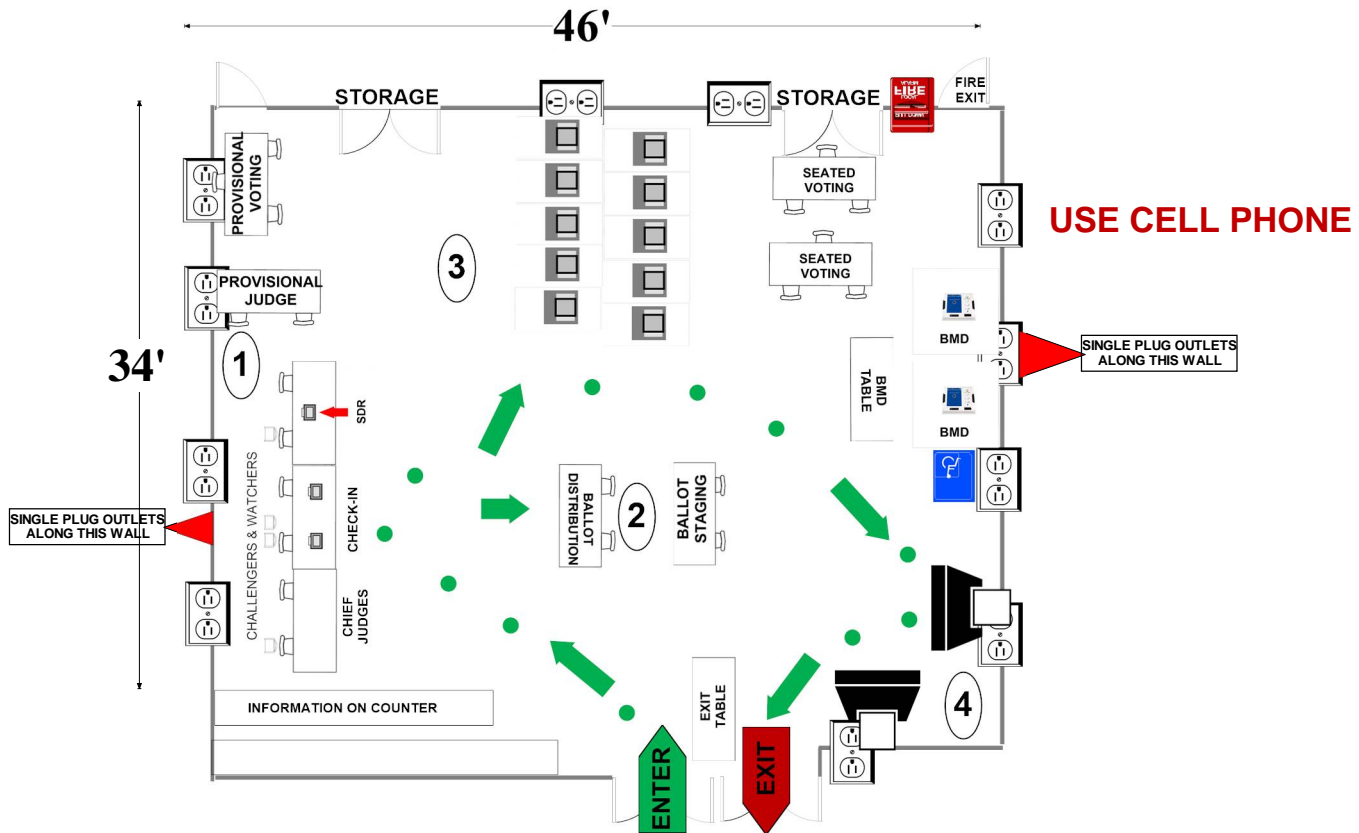 46'
STORAGE
STORAGE
FIRE
FIRE
EXIT
PROVISIONAL
VOTING
SEATED
VOTING
USE CELL PHONE
3
SEATED
VOTING
PROVISIONAL
JUDGE
BMD
1
34'
SINGLE PLUG OUTLETS
ALONG THIS WALL
BMD
TABLE
SDR
BMD
CHALLENGERS & WATCHERS
CHECK-IN
BALLOT
DISTRIBUTION
2
BALLOT
STAGING
SINGLE PLUG OUTLETS
ALONG THIS WALL
CHIEF
JUDGES
EXIT
TABLE
4
INFORMATION ON COUNTER
ENTER
EXIT